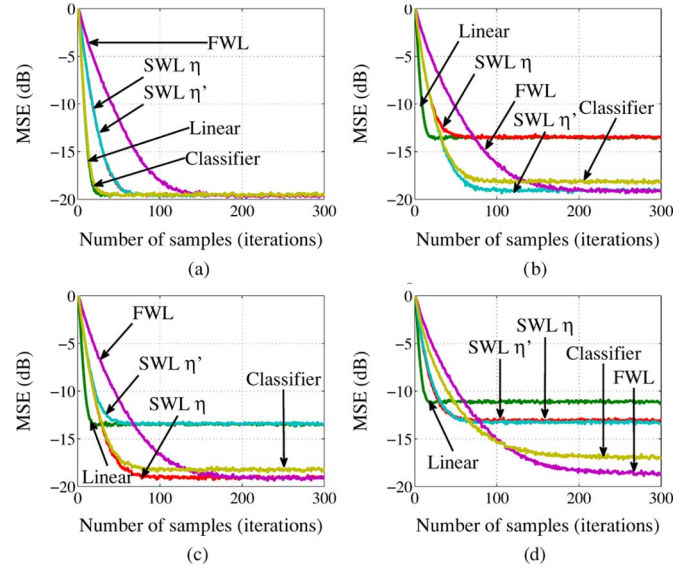 0
−5
−10
−15
−20
MSE (dB)
FWL
SWL η
SWL η’
Linear
Classifier
0 100 200 300
Number of samples (iterations)
(a)
0
−5
−10
−15
−20
MSE (dB)
Linear
SWL η
FWL
Classifier
SWL η’
0 100 200 300
Number of samples (iterations)
(b)
0
−5
−10
−15
−20
MSE (dB)
FWL
SWL η’
Classifier
SWL η
Linear
0 100 200 300
Number of samples (iterations)
(c)
0
−5
−10
−15
−20
MSE (dB)
SWL η
SWL η’
Classifier
FWL
Linear
0 100 200 300
Number of samples (iterations)
(d)